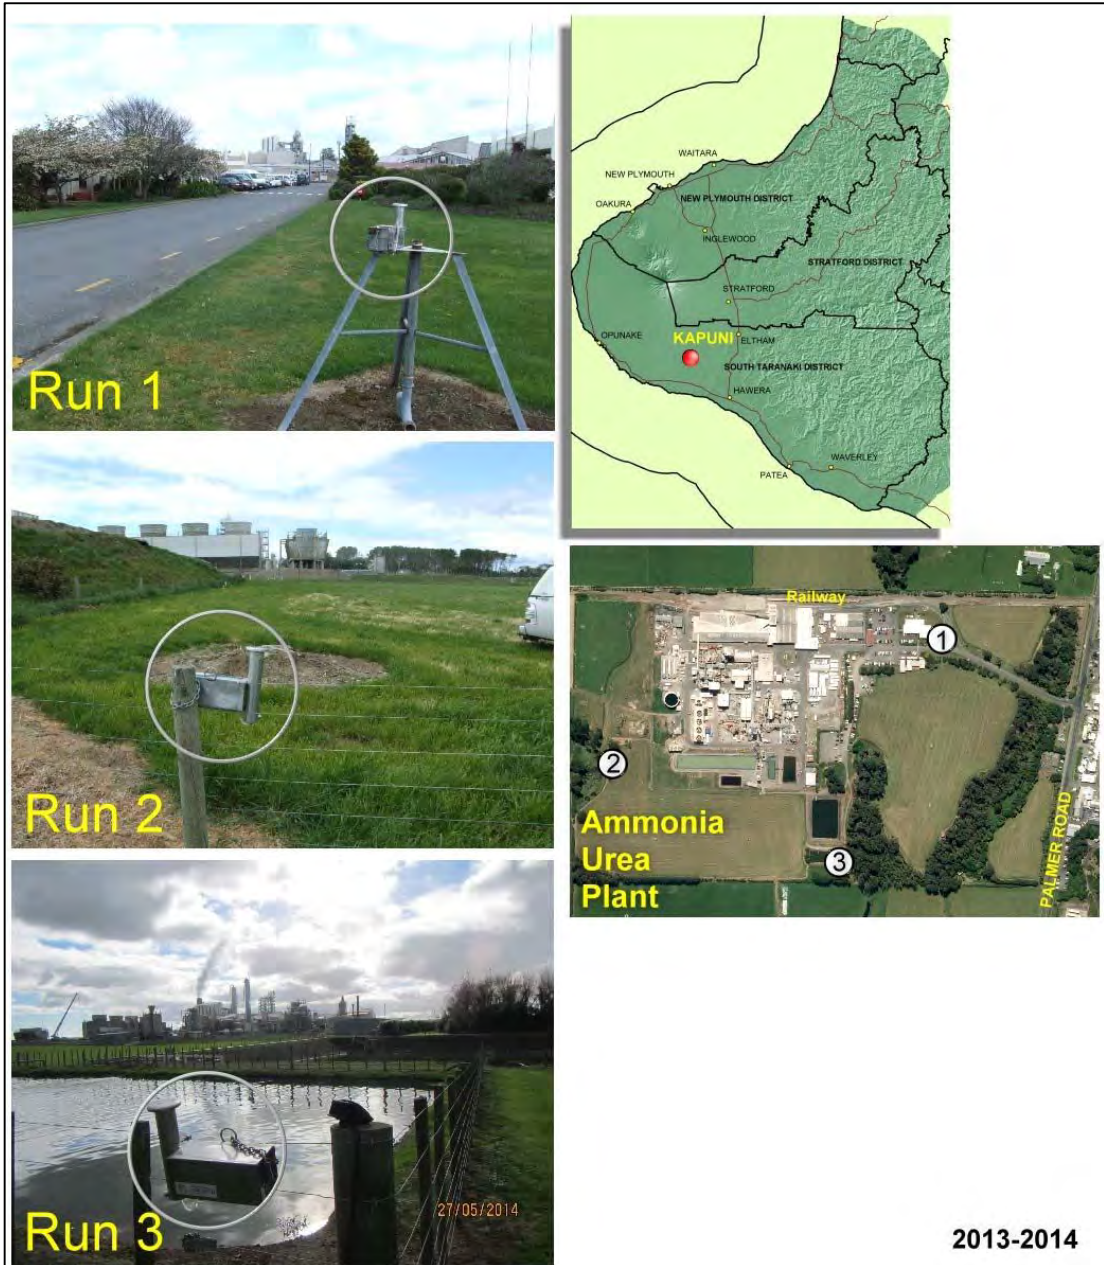 Run 1
WAITARA
NEW PLYMOUTH
NEW PLYMOUTH DISTRICT
OAKURA
INGLEWOOD
STRATFORD DISTRICT
STRATFORD
OPUNAKE
KAPUNI
ELTHAM
SOUTH TARANAKI DISTRICT
HAWERA
WAVERLEY
PATEA
Run 2
Railway
1
2
Ammonia
Urea
Plant
3
PALMER ROAD
Run 3
27/05/2014
2013-2014